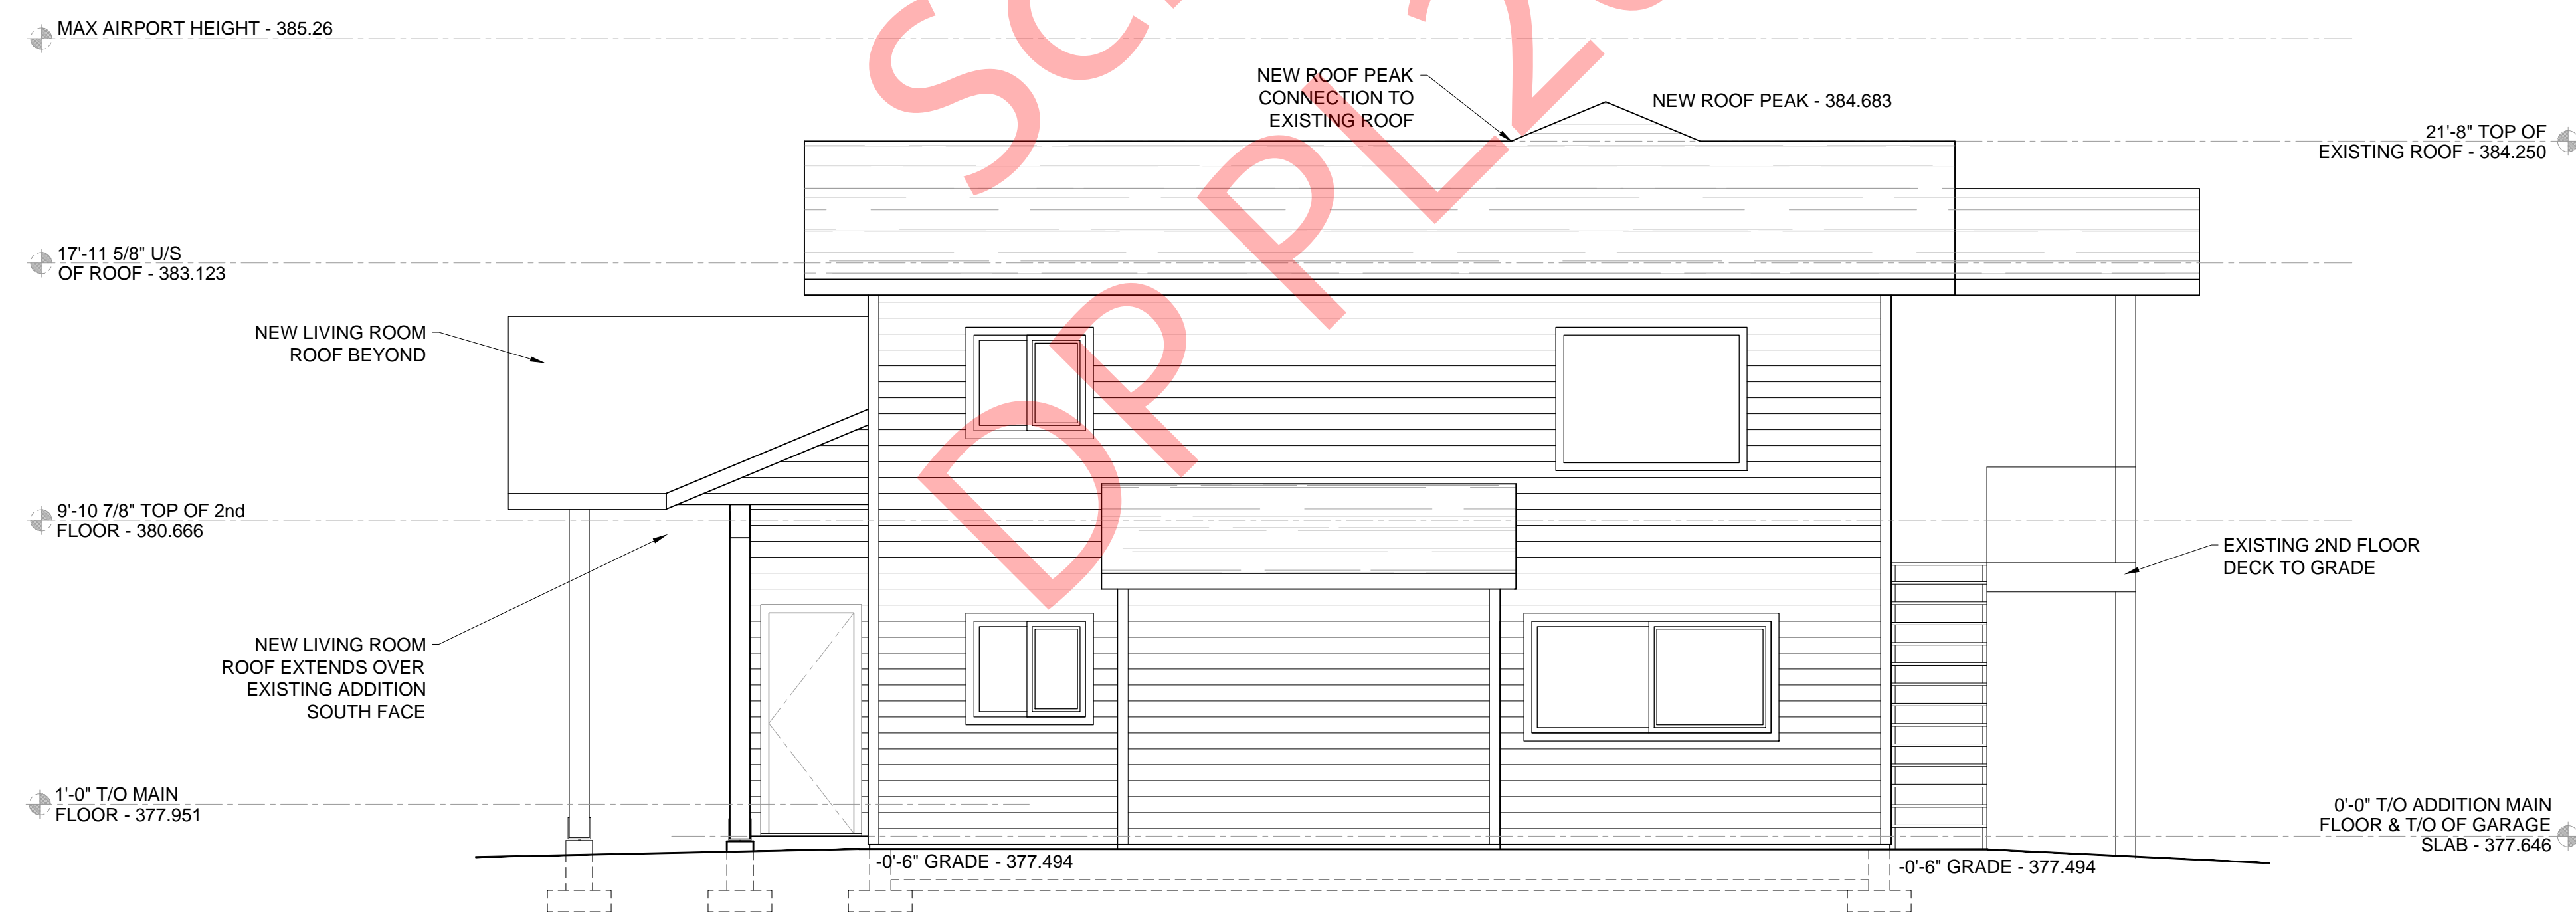 MAX AIRPORT HEIGHT - 385.26
NEW ROOF PEAK
CONNECTION TO
EXISTING ROOF
NEW ROOF PEAK - 384.683
21'-8" TOP OF
EXISTING ROOF - 384.250
17'-11 5/8" U/S
OF ROOF - 383.123
NEW LIVING ROOM
ROOF BEYOND
9'-10 7/8" TOP OF 2nd
FLOOR - 380.666
EXISTING 2ND FLOOR
DECK TO GRADE
NEW LIVING ROOM
ROOF EXTENDS OVER
EXISTING ADDITION
SOUTH FACE
1'-0" T/O MAIN
FLOOR - 377.951
0'-0" T/O ADDITION MAIN
FLOOR & T/O OF GARAGE
SLAB - 377.646
-0'-6" GRADE - 377.494
-0'-6" GRADE - 377.494
DP PL2